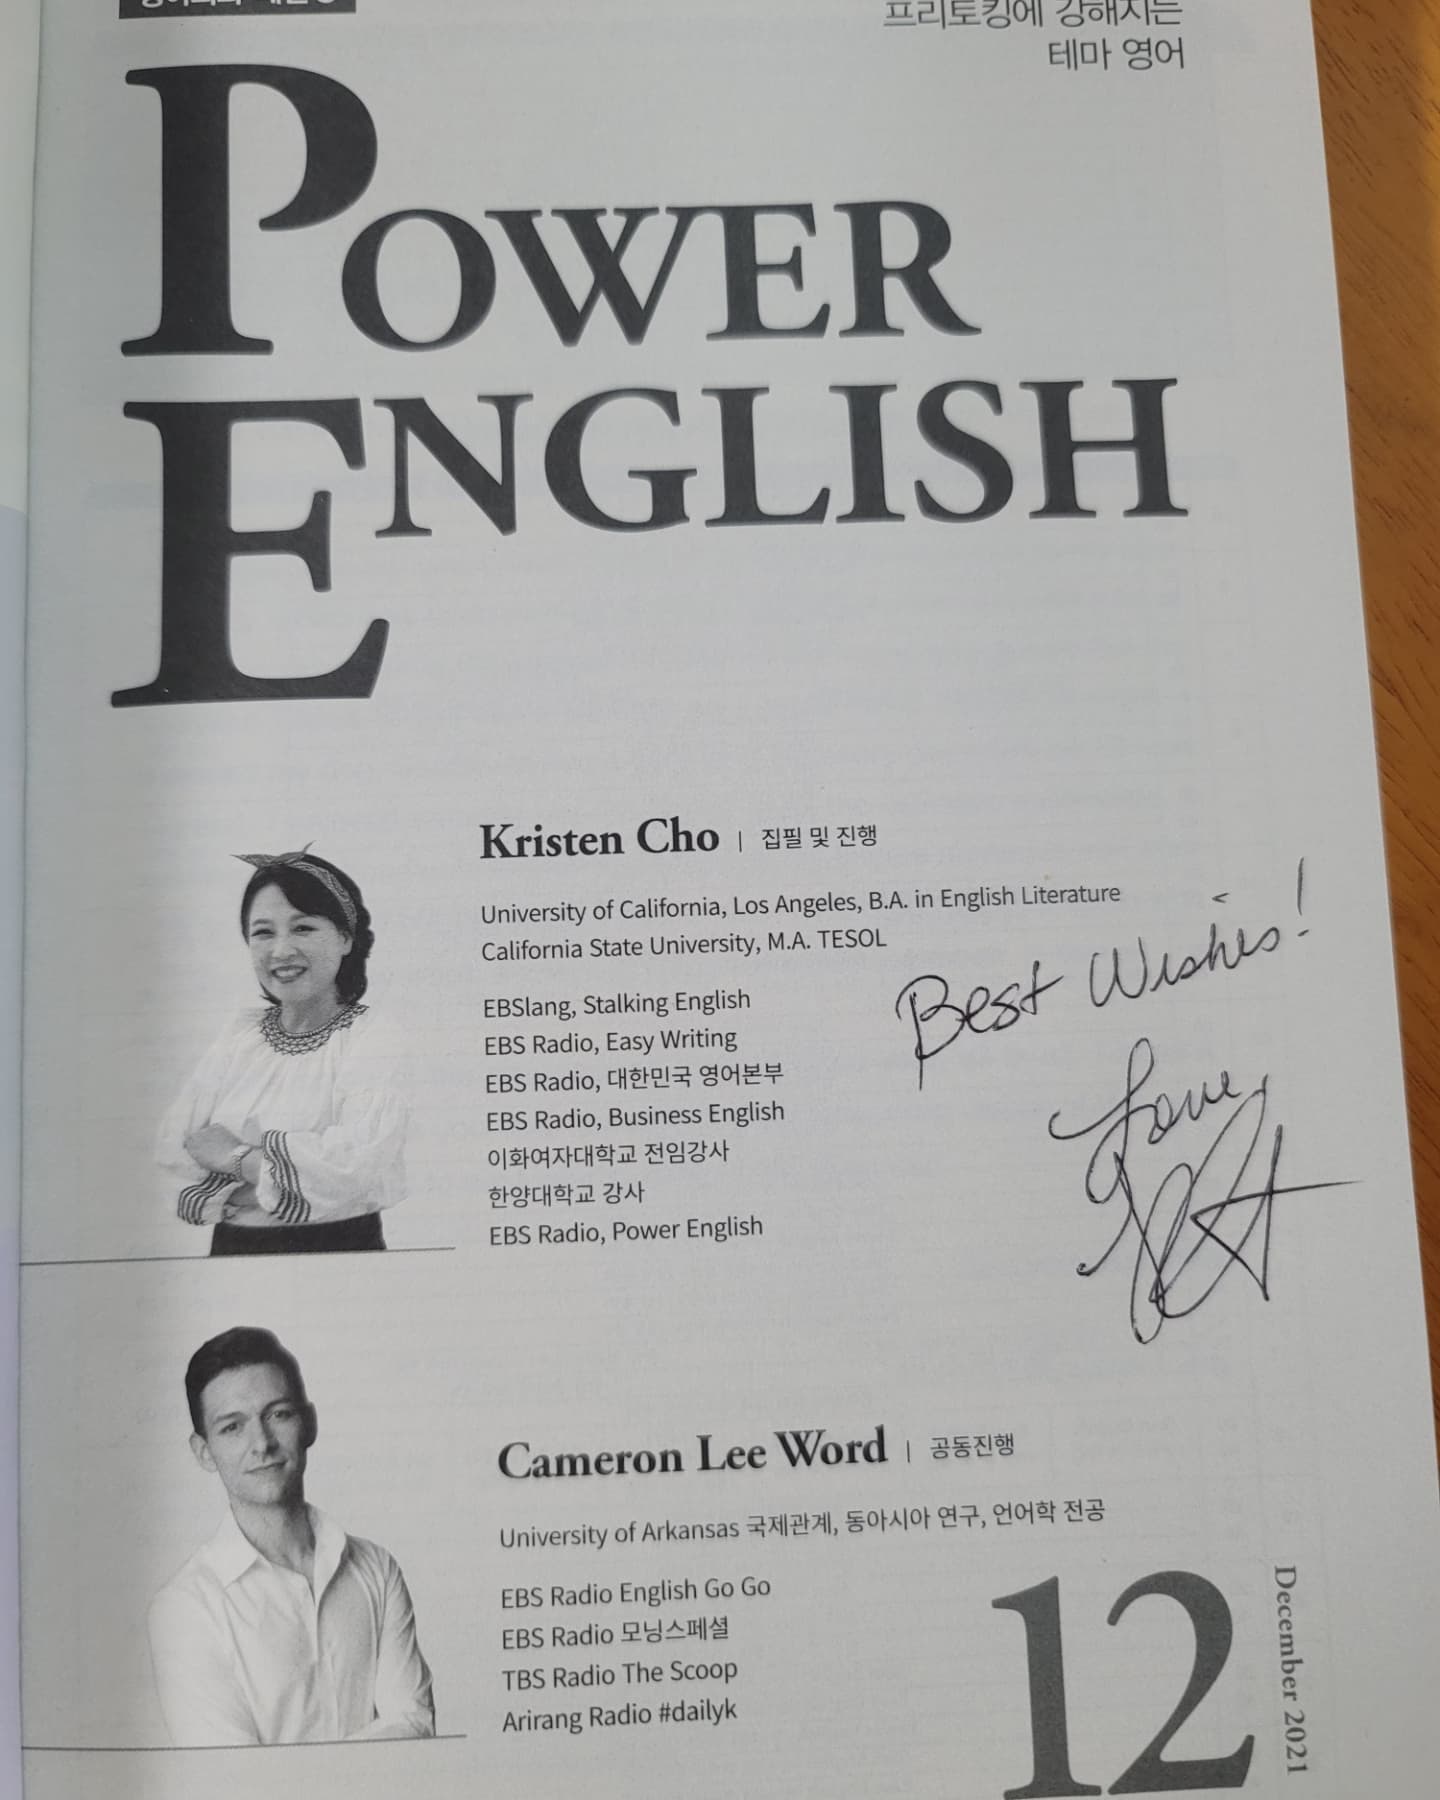 프리토킹에 강해지는
테마 영어
POWER
ENGLISH
Kristen Cho | 집필 및 진행
University of California, Los Angeles, B.A. in English Literature
California State University, M.A. TESOL
EBSlang, Stalking English
EBS Radio, Easy Writing
EBS Radio, 대한민국 영어본부
EBS Radio, Business English
이화여자대학교 전임강사
한양대학교 강사
EBS Radio, Power English
Best Wishes!
Love,
Cameron Lee Word | 공동진행
University of Arkansas 국제관계, 동아시아 연구, 언어학 전공
EBS Radio English Go Go
EBS Radio 모닝스페셜
TBS Radio The Scoop
Arirang Radio #dailyk
12
December 2021